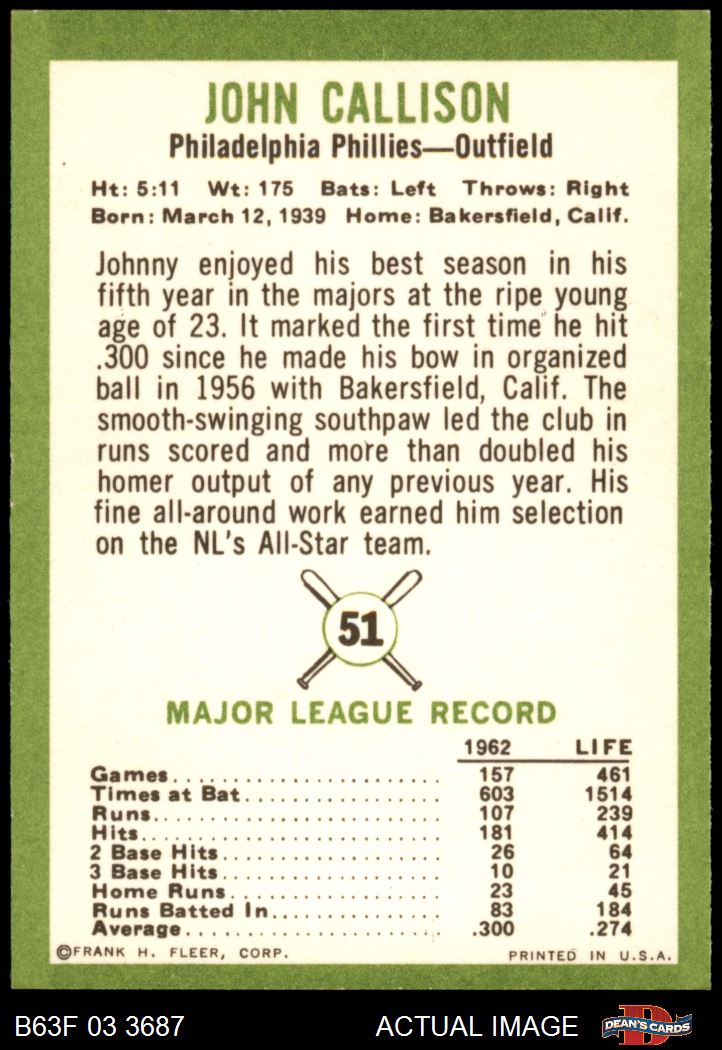 JOHN CALLISON
Philadelphia Phillies—Outfield
Ht: 5:11 Wt: 175 Bats: Left Throws: Right
Born: March 12, 1939 Home: Bakersfield, Calif.
Johnny enjoyed his best season in his
fifth year in the majors at the ripe young
age of 23. It marked the first time he hit
.300 since he made his bow in organized
ball in 1956 with Bakersfield, Calif. The
smooth-swinging southpaw led the club in
runs scored and more than doubled his
homer output of any previous year. His
fine all-around work earned him selection
on the NL's All-Star team.
51
MAJOR LEAGUE RECORD
1962 LIFE
Games 157 461
Times at Bat 603 1514
Runs 107 239
Hits 181 414
2 Base Hits 26 64
3 Base Hits 10 21
Home Runs 23 45
Runs Batted In 83 184
Average .300 .274
©FRANK H. FLEER, CORP. PRINTED IN U.S.A.
B63F 03 3687 ACTUAL IMAGE D DEAN'S CARDS